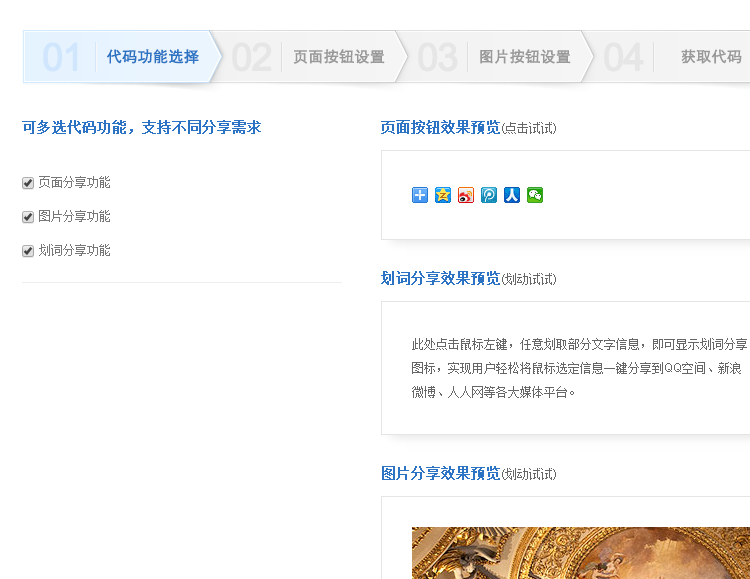 01 代码功能选择 02 页面按钮设置 03 图片按钮设置 04 获取代码
可多选代码功能，支持不同分享需求
页面分享功能
图片分享功能
划词分享功能
页面按钮效果预览(点击试试)
划词分享效果预览(划动试试)
此处点击鼠标左键，任意划取部分文字信息，即可显示划词分享
图标，实现用户轻松将鼠标选定信息一键分享到QQ空间、新浪
微博、人人网等各大媒体平台。
图片分享效果预览(划动试试)